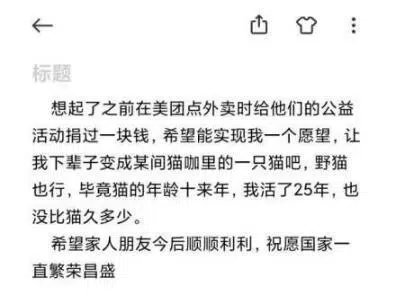 标题
想起了之前在美团点外卖时给他们的公益
活动捐过一块钱，希望能实现我一个愿望，让
我下辈子变成某间猫咖里的一只猫吧，野猫
也行，毕竟猫的年龄十来年，我活了25年，也
没比猫久多少。
希望家人朋友今后顺顺利利，祝愿国家一
直繁荣昌盛